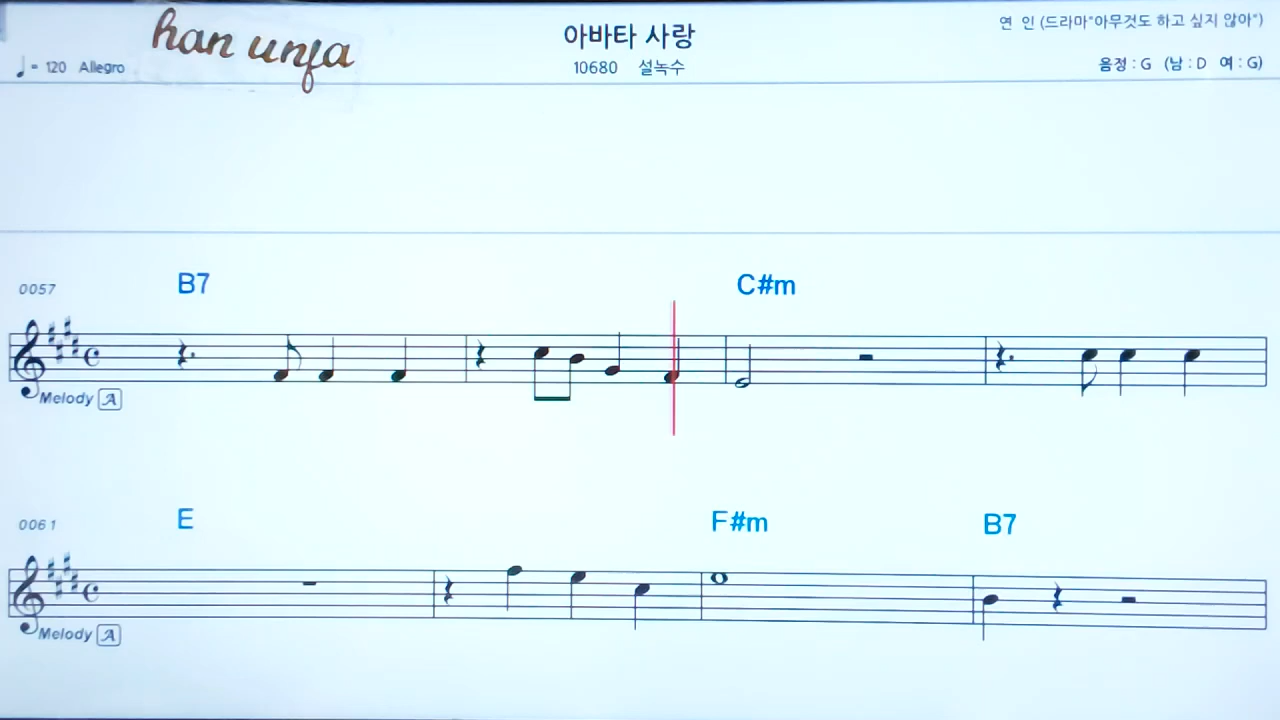 han unfa
아바타 사랑
연 인 (드라마"아무것도 하고 싶지 않아")
♩= 120 Allegro
10680 설녹수
음정 : G (남 : D 여 : G)
0057 B7 C#m
Melody A
0061 E F#m B7
Melody A